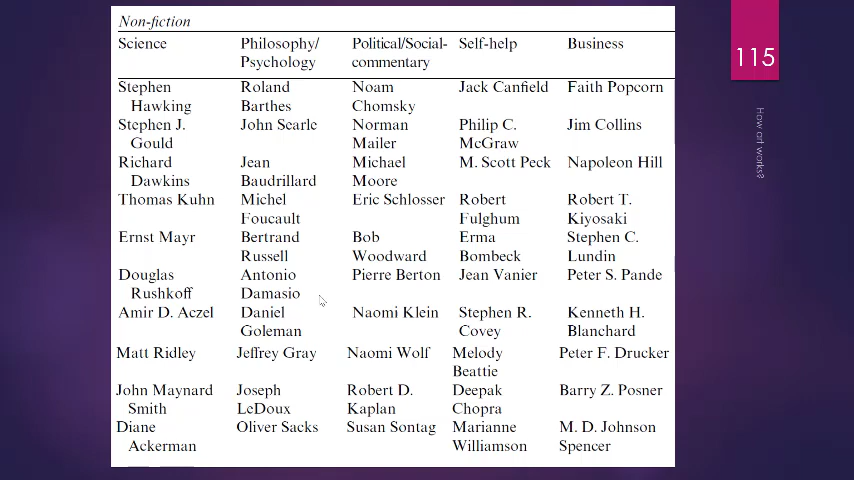 Non-fiction
Science Philosophy/ Political/Social- Self-help Business
Psychology commentary
Stephen Roland Noam Jack Canfield Faith Popcorn
Hawking Barthes Chomsky
Stephen J. John Searle Norman Philip C. Jim Collins
Gould Mailer McGraw
Richard Jean Michael M. Scott Peck Napoleon Hill
Dawkins Baudrillard Moore
Thomas Kuhn Michel Eric Schlosser Robert Robert T.
Foucault Fulghum Kiyosaki
Ernst Mayr Bertrand Bob Erma Stephen C.
Russell Woodward Bombeck Lundin
Douglas Antonio Pierre Berton Jean Vanier Peter S. Pande
Rushkoff Damasio
Amir D. Aczel Daniel Naomi Klein Stephen R. Kenneth H.
Goleman Covey Blanchard
Matt Ridley Jeffrey Gray Naomi Wolf Melody Peter F. Drucker
Beattie
John Maynard Joseph Robert D. Deepak Barry Z. Posner
Smith LeDoux Kaplan Chopra
Diane Oliver Sacks Susan Sontag Marianne M. D. Johnson
Ackerman Williamson Spencer
115
How art works?